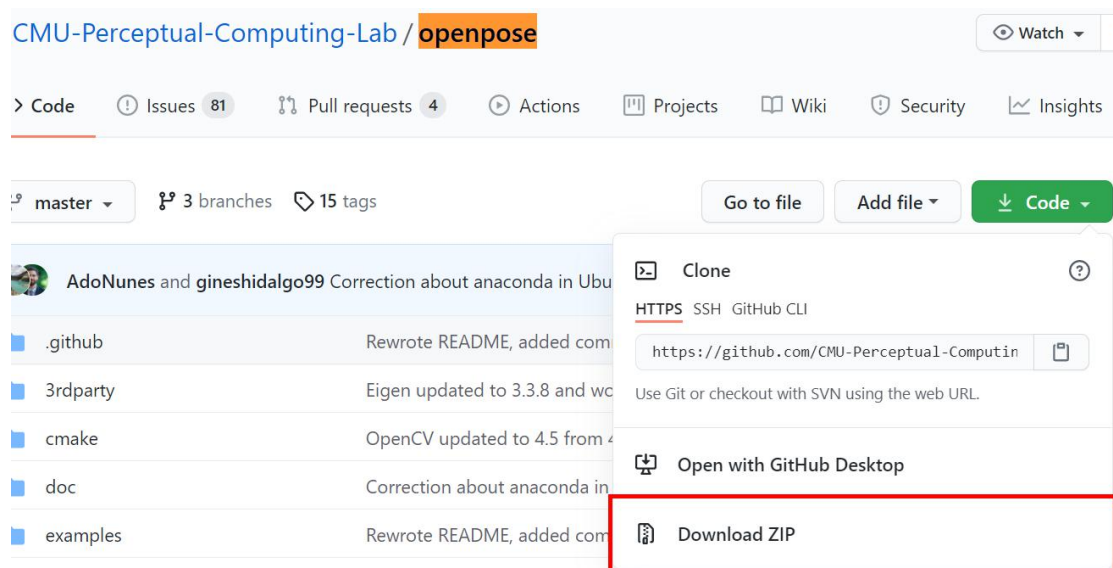 CMU-Perceptual-Computing-Lab / openpose
Watch
Code Issues 81 Pull requests 4 Actions Projects Wiki Security Insights
master 3 branches 15 tags Go to file Add file Code
AdoNunes and gineshidalgo99 Correction about anaconda in Ubu
Clone
HTTPS SSH GitHub CLI
.github Rewrote README, added com
https://github.com/CMU-Perceptual-Computin
3rdparty Eigen updated to 3.3.8 and wo
Use Git or checkout with SVN using the web URL.
cmake OpenCV updated to 4.5 from 4
Open with GitHub Desktop
doc Correction about anaconda in
examples Rewrote README, added com
Download ZIP